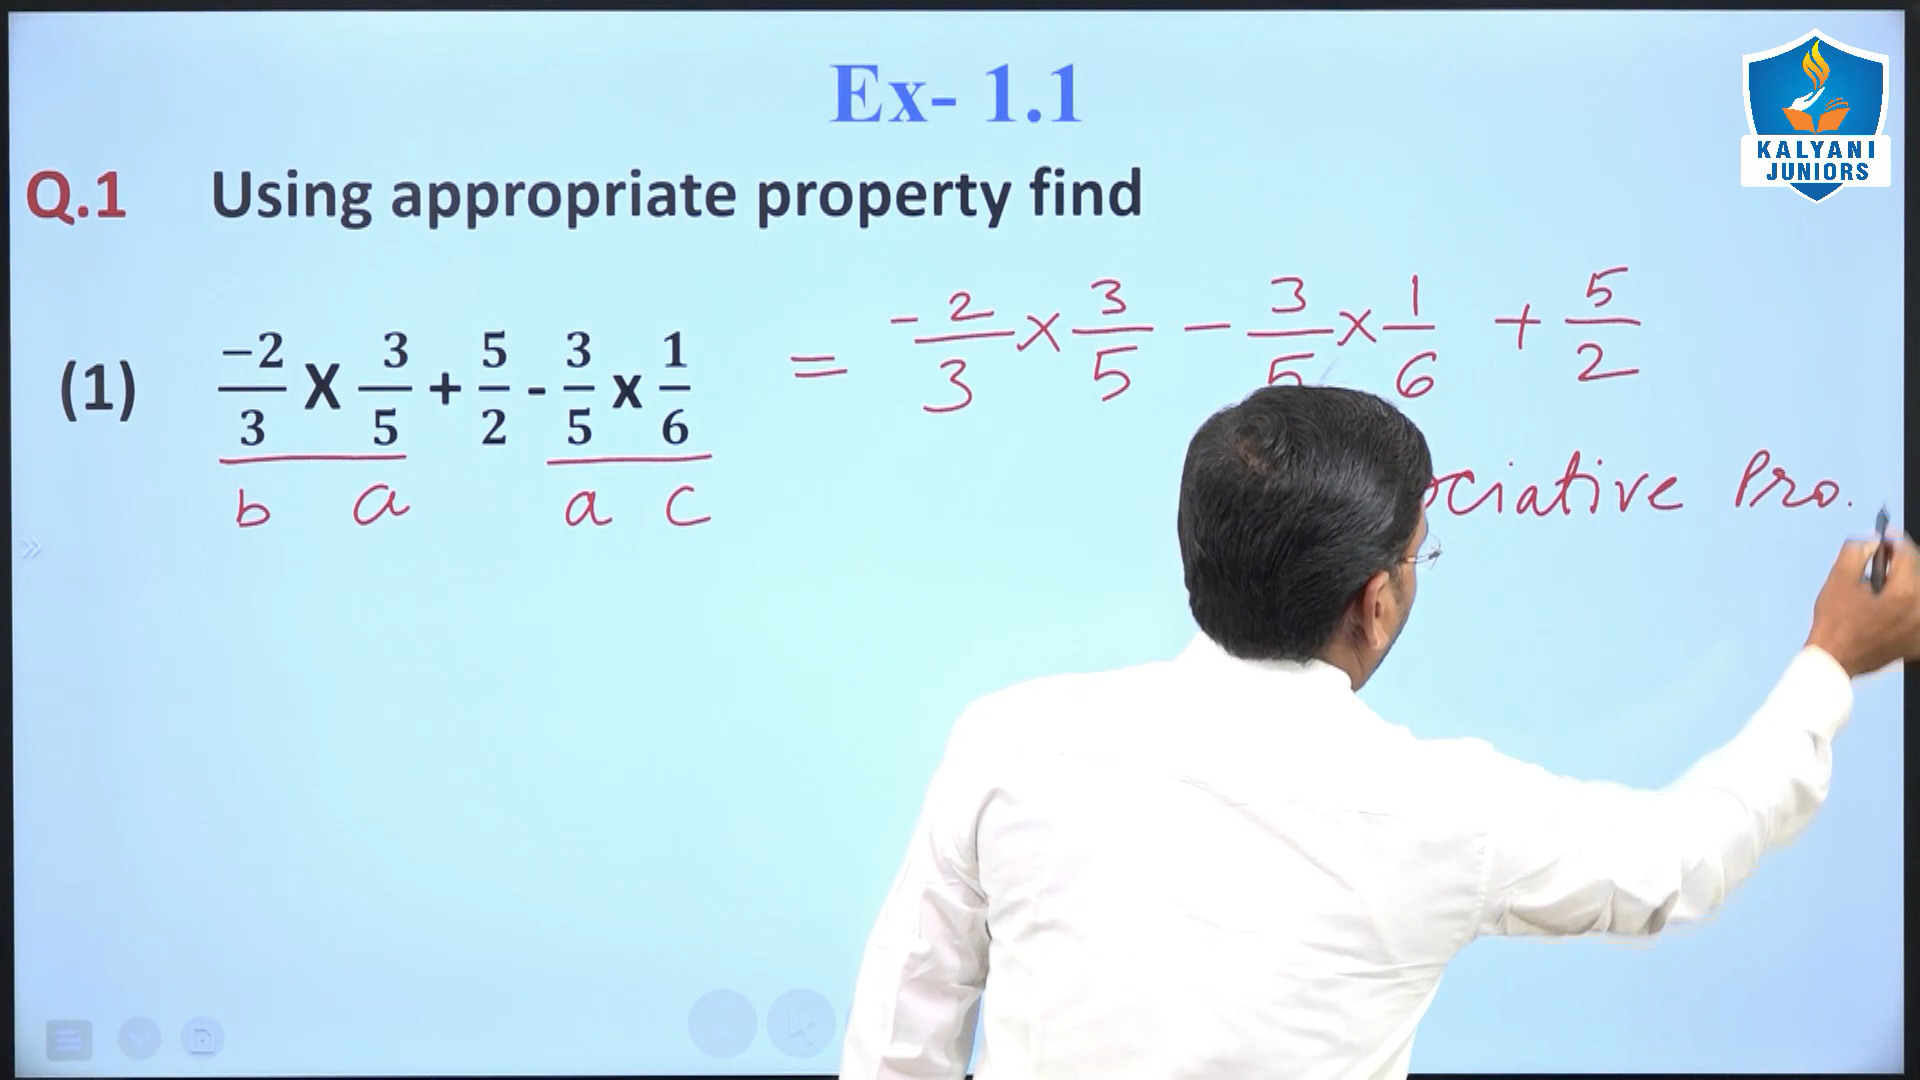 Ex- 1.1
KALYANI
JUNIORS
Q.1 Using appropriate property find
(1) −2/3 X 3/5 + 5/2 - 3/5 x 1/6 = -2/3 × 3/5 − 3/5 × 1/6 + 5/2
b a a c
ociative Pro.